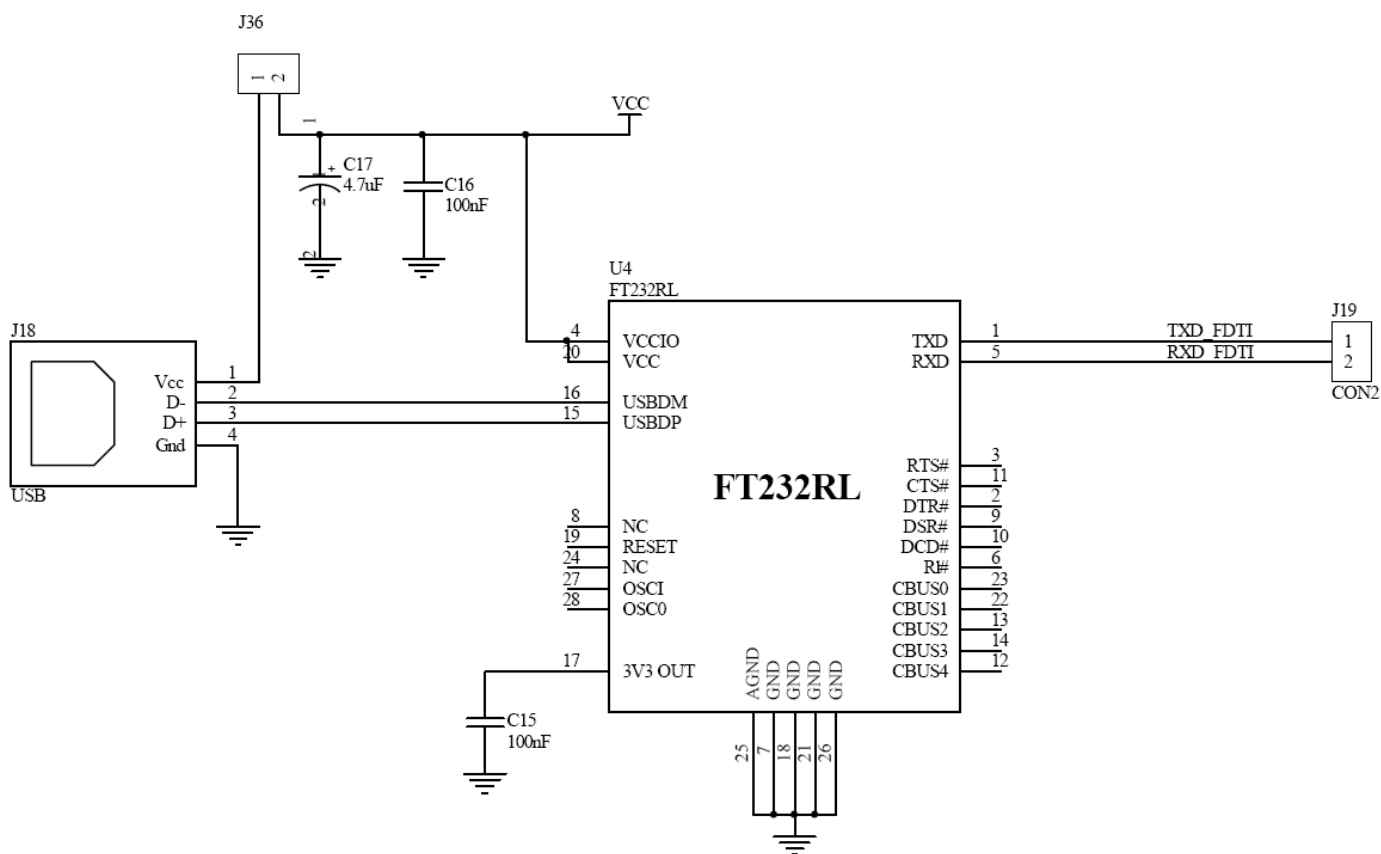 J36
1 2
VCC
1
+
C17
4.7uF
2
2
C16
100nF
U4
FT232RL
J18
Vcc 1
D- 2
D+ 3
Gnd 4
USB
4 VCCIO
20 VCC
16 USBDM
15 USBDP
FT232RL
8 NC
19 RESET
24 NC
27 OSCI
28 OSC0
17 3V3 OUT
C15
100nF
TXD 1 TXD_FDTI
RXD 5 RXD_FDTI
J19
1
2
CON2
RTS# 3
CTS# 11
DTR# 2
DSR# 9
DCD# 10
RI# 6
CBUS0 23
CBUS1 22
CBUS2 13
CBUS3 14
CBUS4 12
AGND 25
GND 7
GND 18
GND 21
GND 26